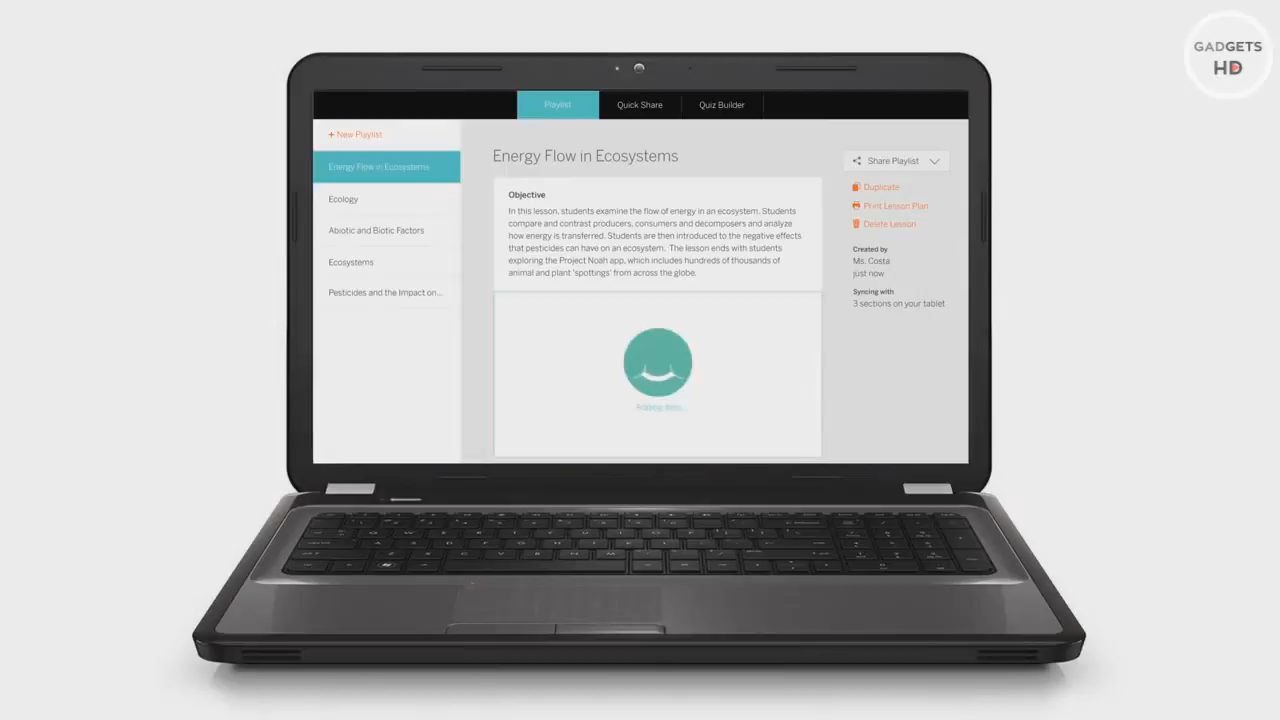 GADGETS
HD
Playlist
Quick Share
Quiz Builder
+ New Playlist
Energy Flow in Ecosystems
Ecology
Abiotic and Biotic Factors
Ecosystems
Pesticides and the Impact on...
Energy Flow in Ecosystems
Objective
In this lesson, students examine the flow of energy in an ecosystem. Students
compare and contrast producers, consumers and decomposers and analyze
how energy is transferred. Students are then introduced to the negative effects
that pesticides can have on an ecosystem. The lesson ends with students
exploring the Project Noah app, which includes hundreds of thousands of
animal and plant 'spottings' from across the globe.
Share Playlist
Duplicate
Print Lesson Plan
Delete Lesson
Created by
Ms. Costa
just now
Syncing with
3 sections on your tablet